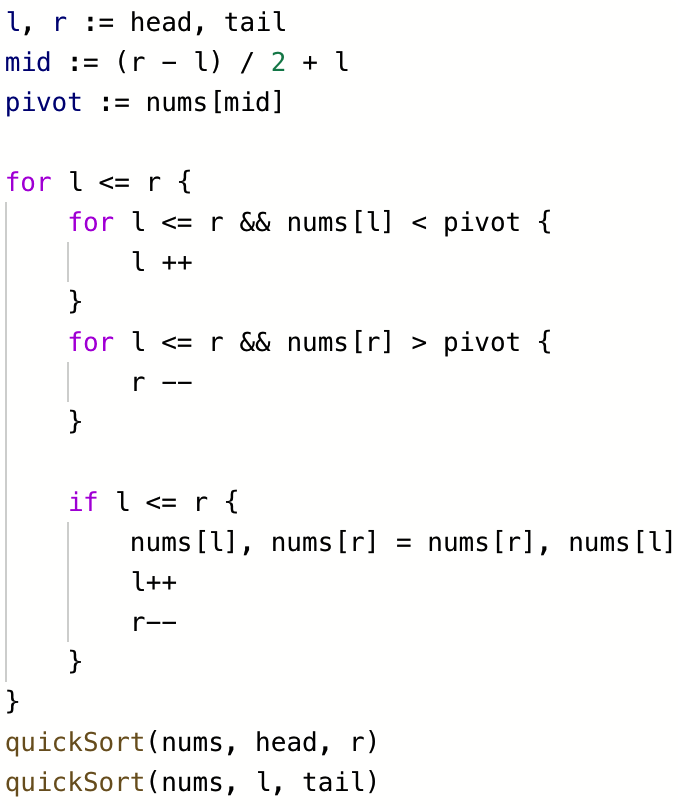 l, r := head, tail
mid := (r - l) / 2 + l
pivot := nums[mid]
for l <= r {
for l <= r && nums[l] < pivot {
l ++
}
for l <= r && nums[r] > pivot {
r --
}
if l <= r {
nums[l], nums[r] = nums[r], nums[l]
l++
r--
}
}
quickSort(nums, head, r)
quickSort(nums, l, tail)